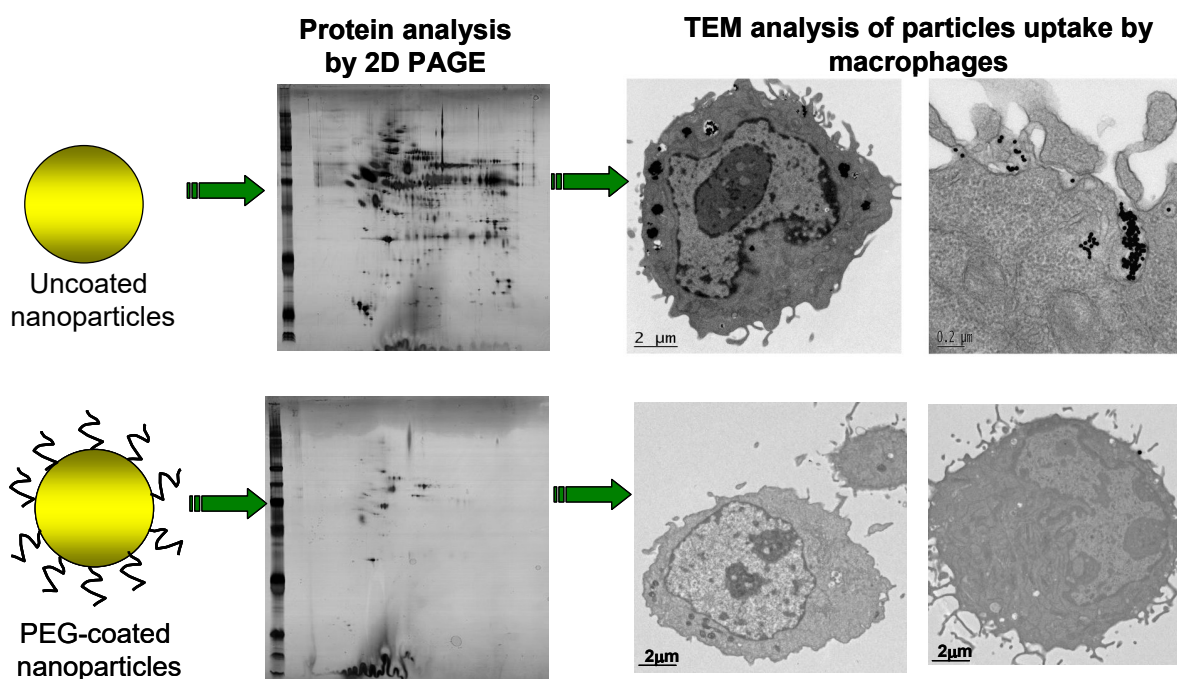 Protein analysis
by 2D PAGE
TEM analysis of particles uptake by
macrophages
Uncoated
nanoparticles
2 µm
0.2 µm
PEG-coated
nanoparticles
2µm
2µm